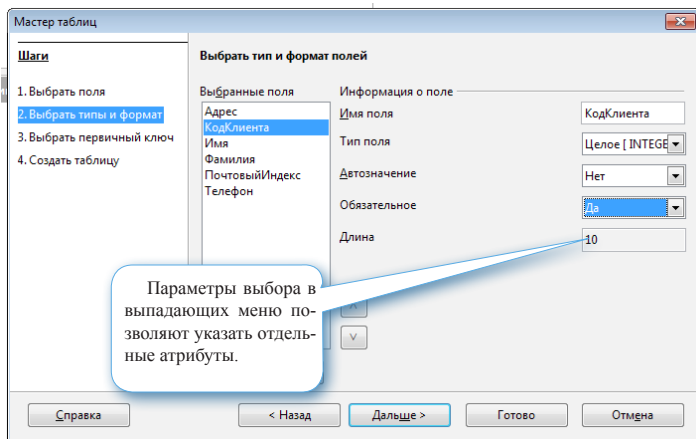 Мастер таблиц
Шаги
1. Выбрать поля
2. Выбрать типы и формат
3. Выбрать первичный ключ
4. Создать таблицу
Выбрать тип и формат полей
Выбранные поля
Адрес
КодКлиента
Имя
Фамилия
ПочтовыйИндекс
Телефон
Информация о поле
Имя поля
КодКлиента
Тип поля
Целое [ INTEGE
Автозначение
Нет
Обязательное
Да
Длина
10
Параметры выбора в
выпадающих меню по-
зволяют указать отдель-
ные атрибуты.
Справка
< Назад
Дальше >
Готово
Отмена